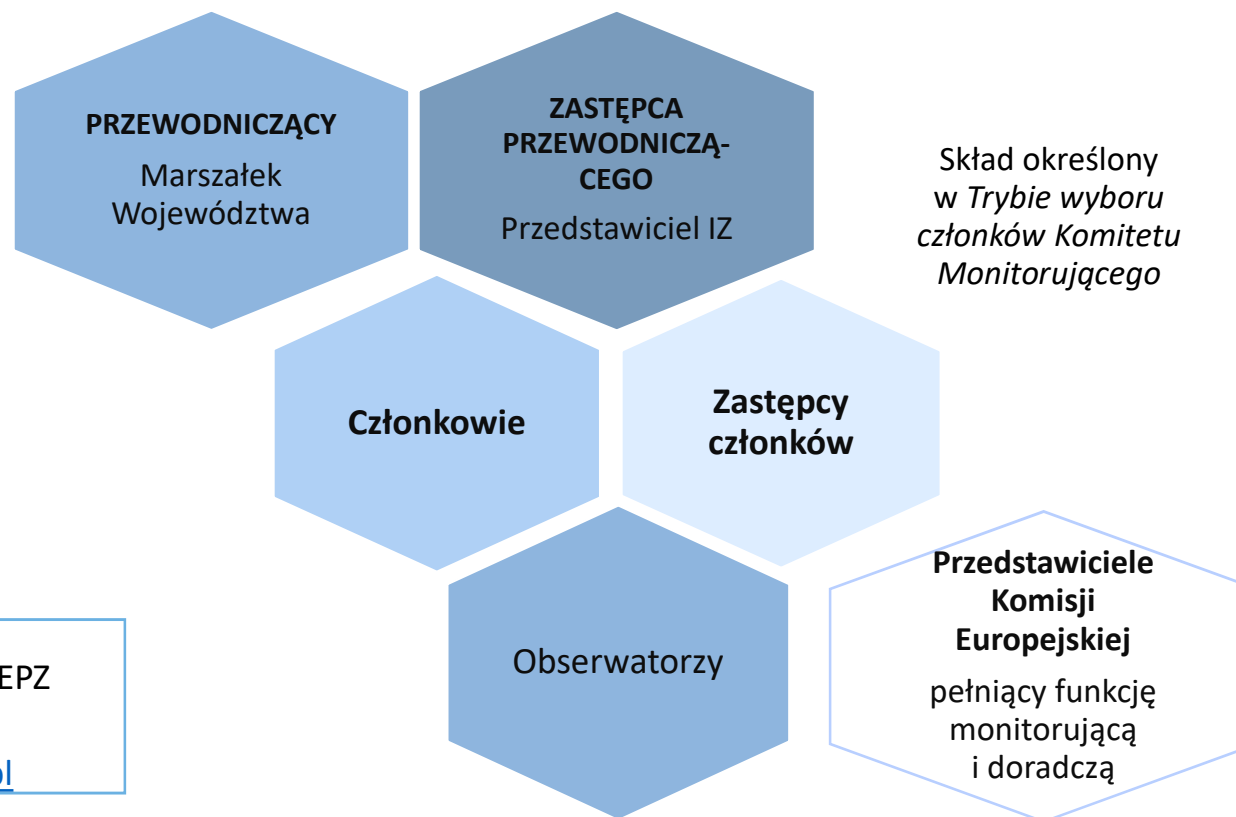 PRZEWODNICZĄCY
Marszałek
Województwa
ZASTĘPCA
PRZEWODNICZĄ-
CEGO
Przedstawiciel IZ
Skład określony
w Trybie wyboru
członków Komitetu
Monitorującego
Członkowie
Zastępcy
członków
Obserwatorzy
Przedstawiciele
Komisji
Europejskiej
pełniący funkcję
monitorującą
i doradczą
EPZ